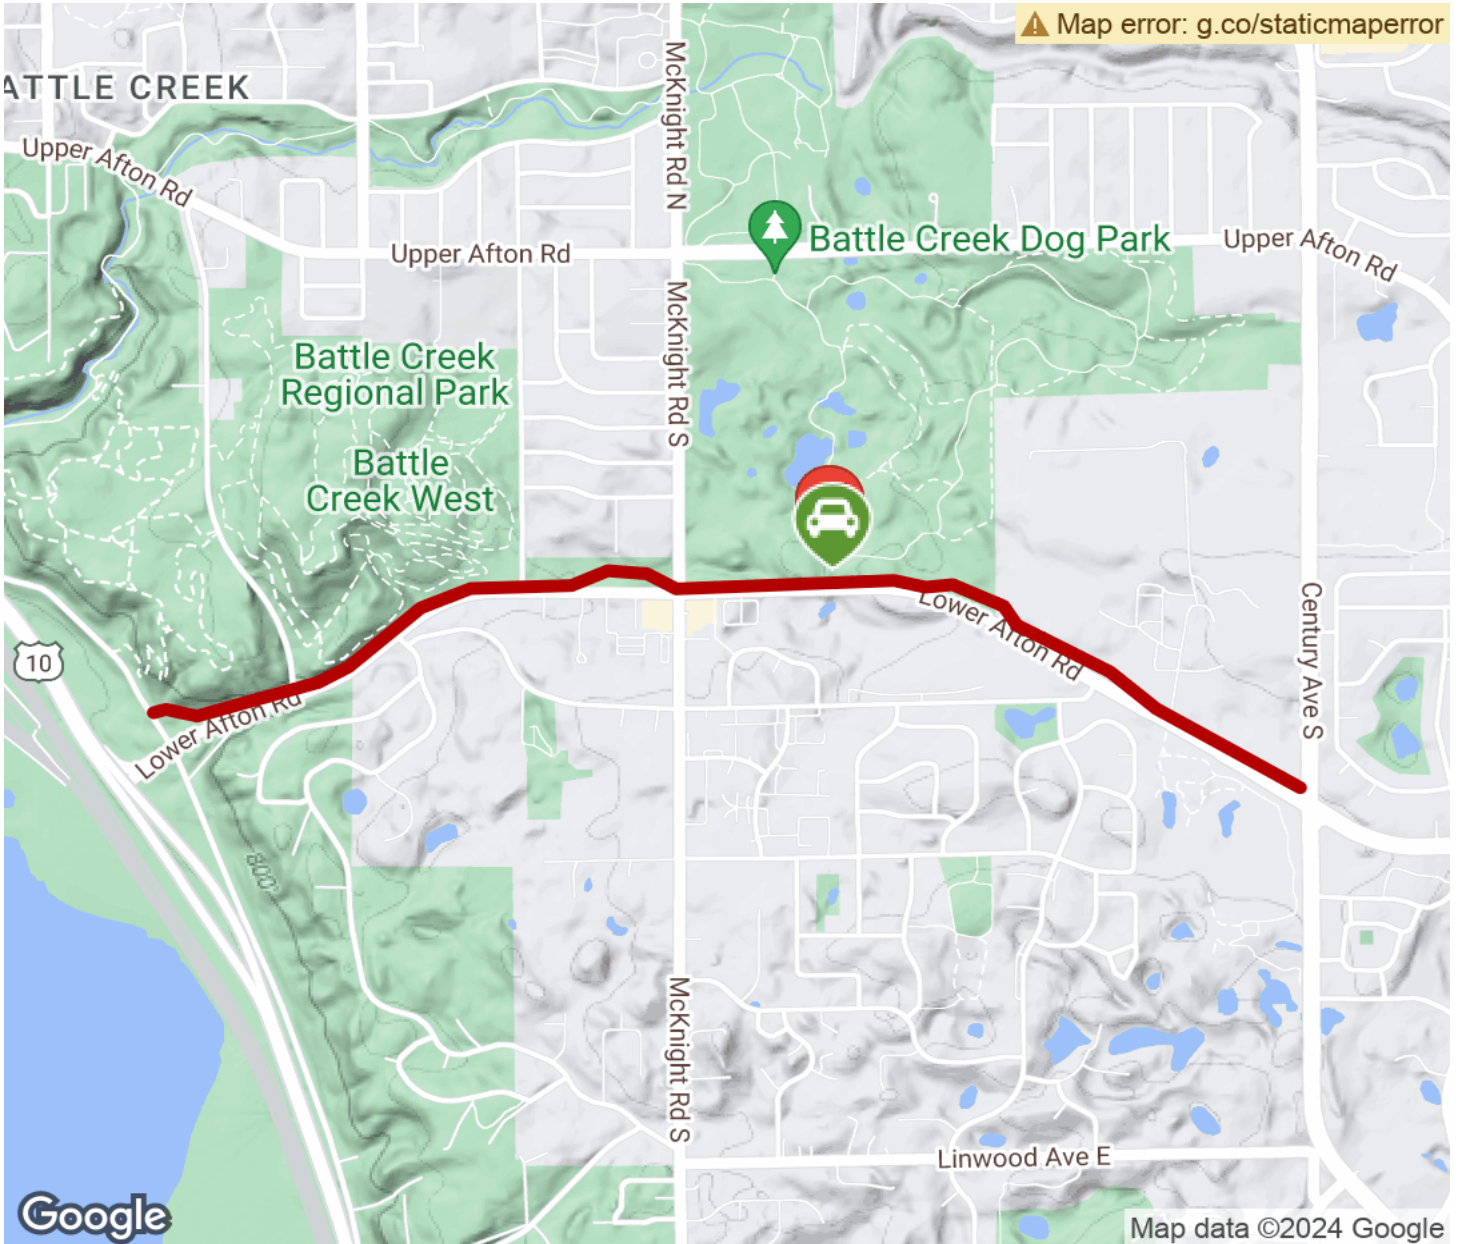 Map error: g.co/staticmaperror
ATTLE CREEK
McKnight Rd N
Upper Afton Rd
Upper Afton Rd
Battle Creek Dog Park
Upper Afton Rd
McKnight Rd S
Battle Creek
Regional Park
Battle
Creek West
Lower Afton Rd
Century Ave S
10
Lower Afton Rd
800'
McKnight Rd S
Linwood Ave E
Google
Map data ©2024 Google